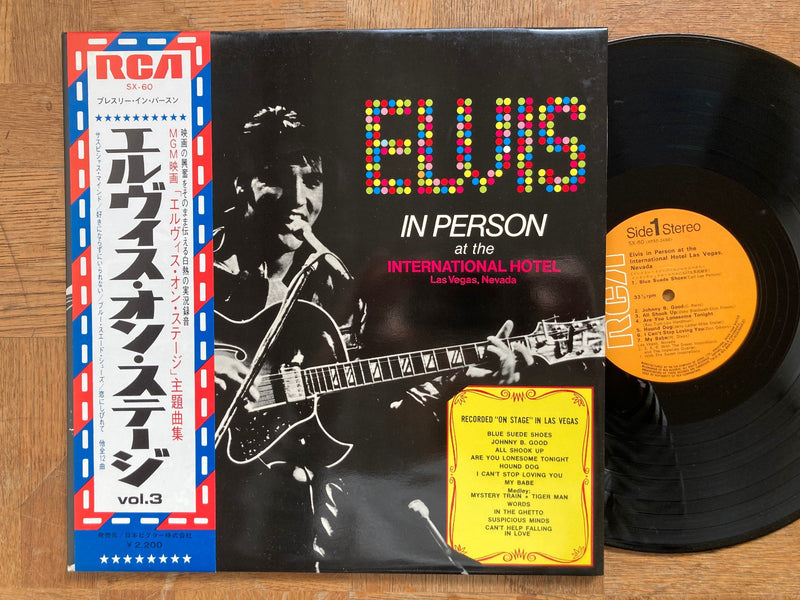 RCA
SX-60
プレスリー・イン・パースン
エルヴィス・オン・ステージ
vol.3
映画の興奮をそのまま伝える白熱の実況録音
MGM映画「エルヴィス・オン・ステージ」主題曲集
サスピシャス・マインド/好きにならずにいられない/ブルー・スエード・シューズ/恋にしびれて 他全12曲
発売元/日本ビクター株式会社
¥2,200
ELVIS
IN PERSON
at the
INTERNATIONAL HOTEL
Las Vegas, Nevada
RECORDED "ON STAGE" IN LAS VEGAS
BLUE SUEDE SHOES
JOHNNY B. GOOD
ALL SHOOK UP
ARE YOU LONESOME TONIGHT
HOUND DOG
I CAN'T STOP LOVING YOU
MY BABE
Medley:
MYSTERY TRAIN • TIGER MAN
WORDS
IN THE GHETTO
SUSPICIOUS MINDS
CAN'T HELP FALLING
IN LOVE
RCA
Side 1 Stereo
SX-60
Elvis in Person at the
International Hotel Las Vegas,
Nevada
1. Blue Suede Shoes
33⅓rpm
2. Johnny B. Good
3. All Shook Up
4. Are You Lonesome Tonight
5. Hound Dog
6. I Can't Stop Loving You
7. My Babe